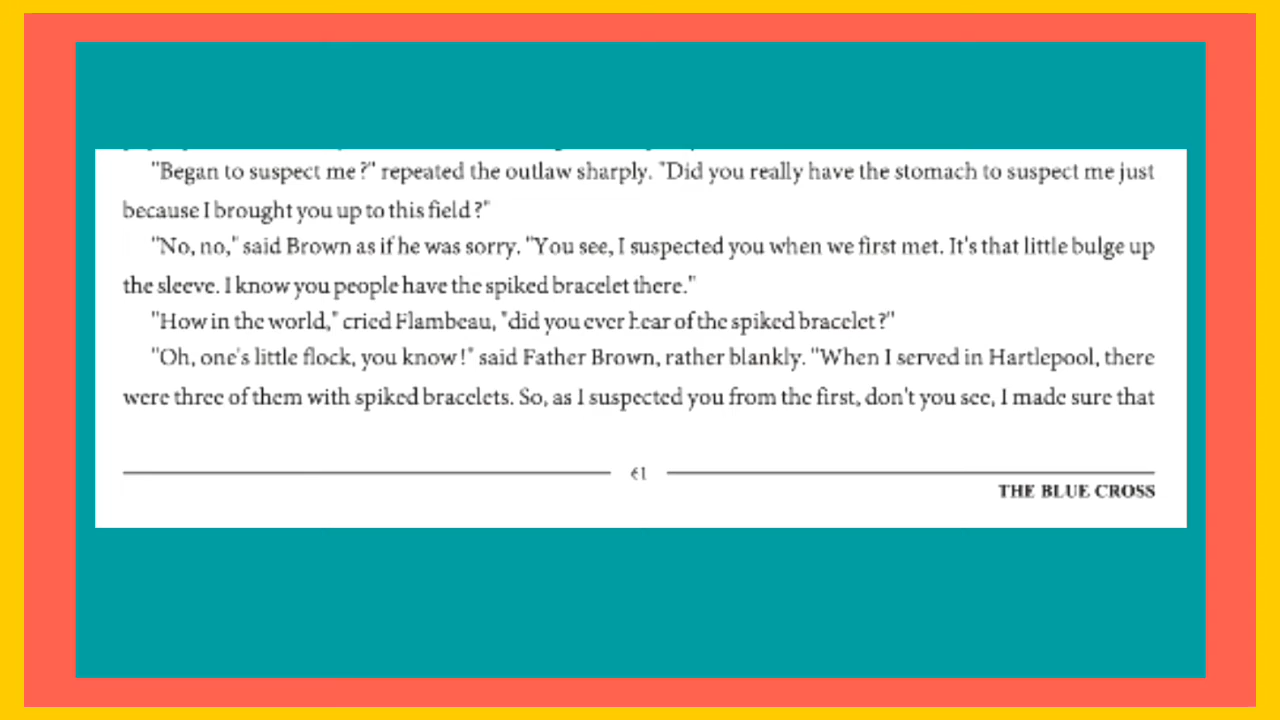 "Began to suspect me?" repeated the outlaw sharply. "Did you really have the stomach to suspect me just
because I brought you up to this field?"
"No, no," said Brown as if he was sorry. "You see, I suspected you when we first met. It's that little bulge up
the sleeve. I know you people have the spiked bracelet there."
"How in the world," cried Flambeau, "did you ever hear of the spiked bracelet?"
"Oh, one's little flock, you know!" said Father Brown, rather blankly. "When I served in Hartlepool, there
were three of them with spiked bracelets. So, as I suspected you from the first, don't you see, I made sure that
61
THE BLUE CROSS